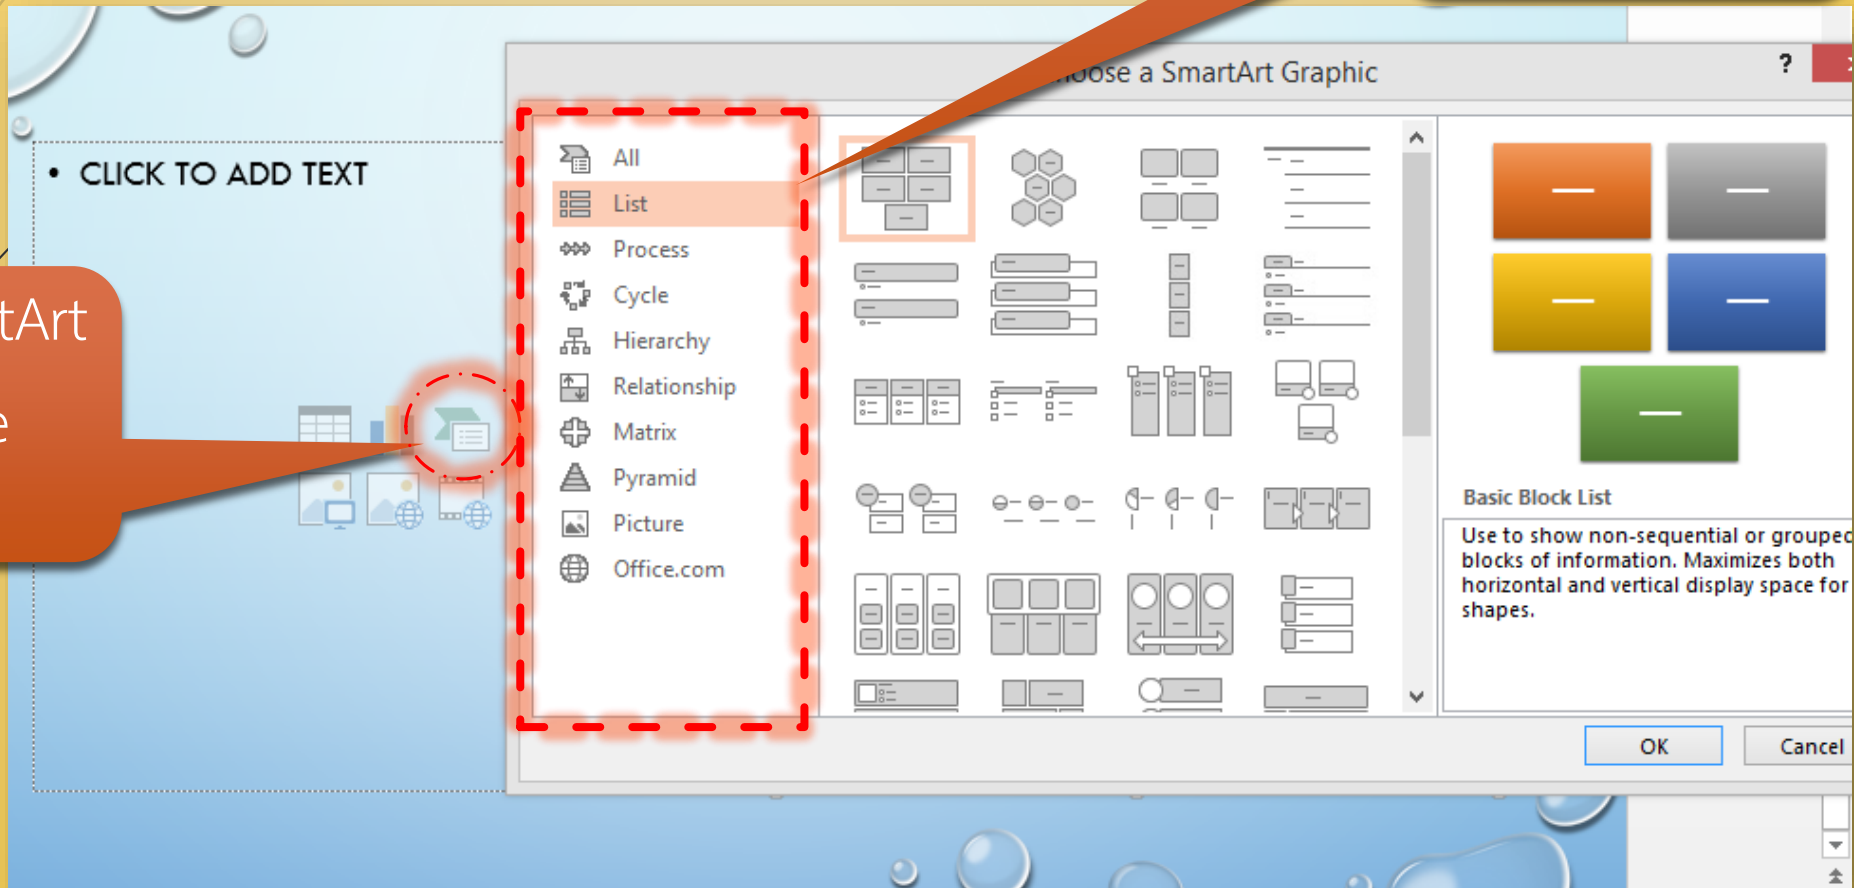 Choose a SmartArt Graphic
?
• CLICK TO ADD TEXT
All
List
Process
Cycle
Hierarchy
Relationship
Matrix
Pyramid
Picture
Office.com
Basic Block List
Use to show non-sequential or grouped
blocks of information. Maximizes both
horizontal and vertical display space for
shapes.
OK
Cancel
tArt
e